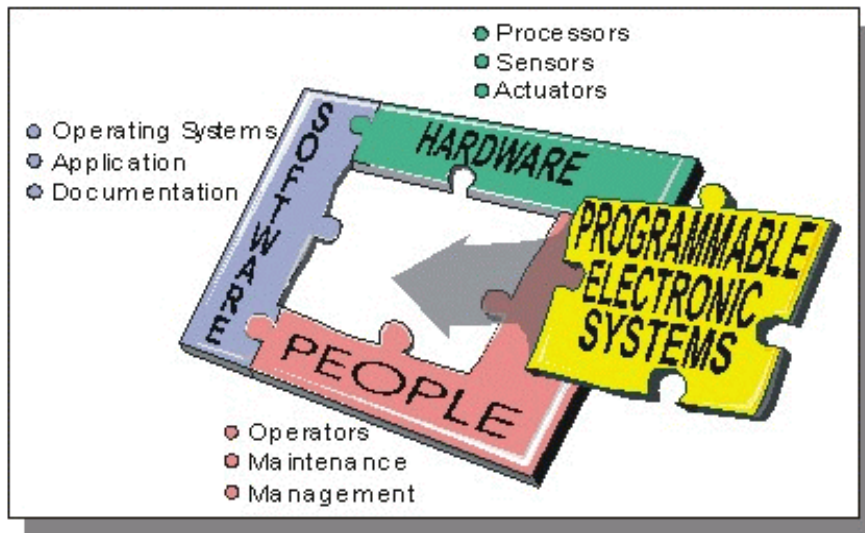 Processors
Sensors
Actuators
Operating Systems
Application
Documentation
SOFTWARE
HARDWARE
PROGRAMMABLE
ELECTRONIC
SYSTEMS
PEOPLE
Operators
Maintenance
Management